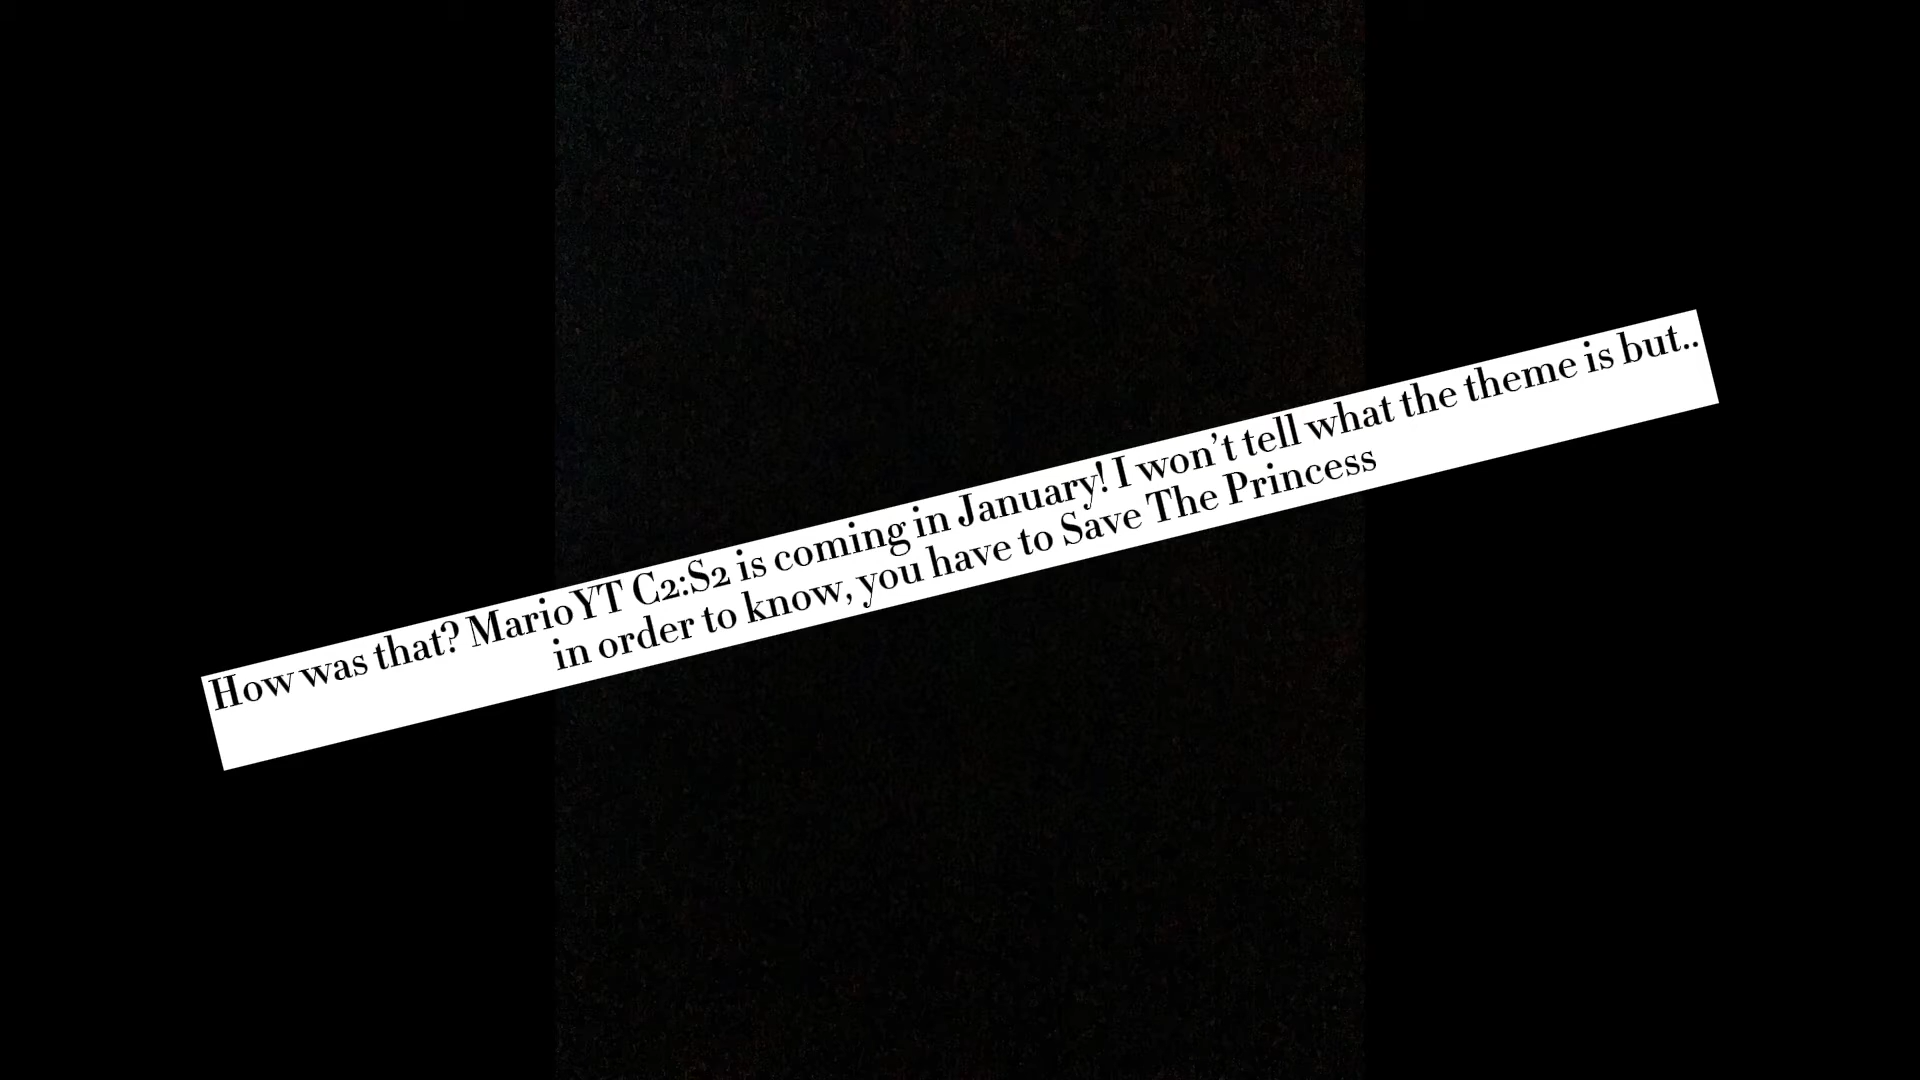 How was that? MarioYT C2:S2 is coming in January! I won’t tell what the theme is but..
in order to know, you have to Save The Princess